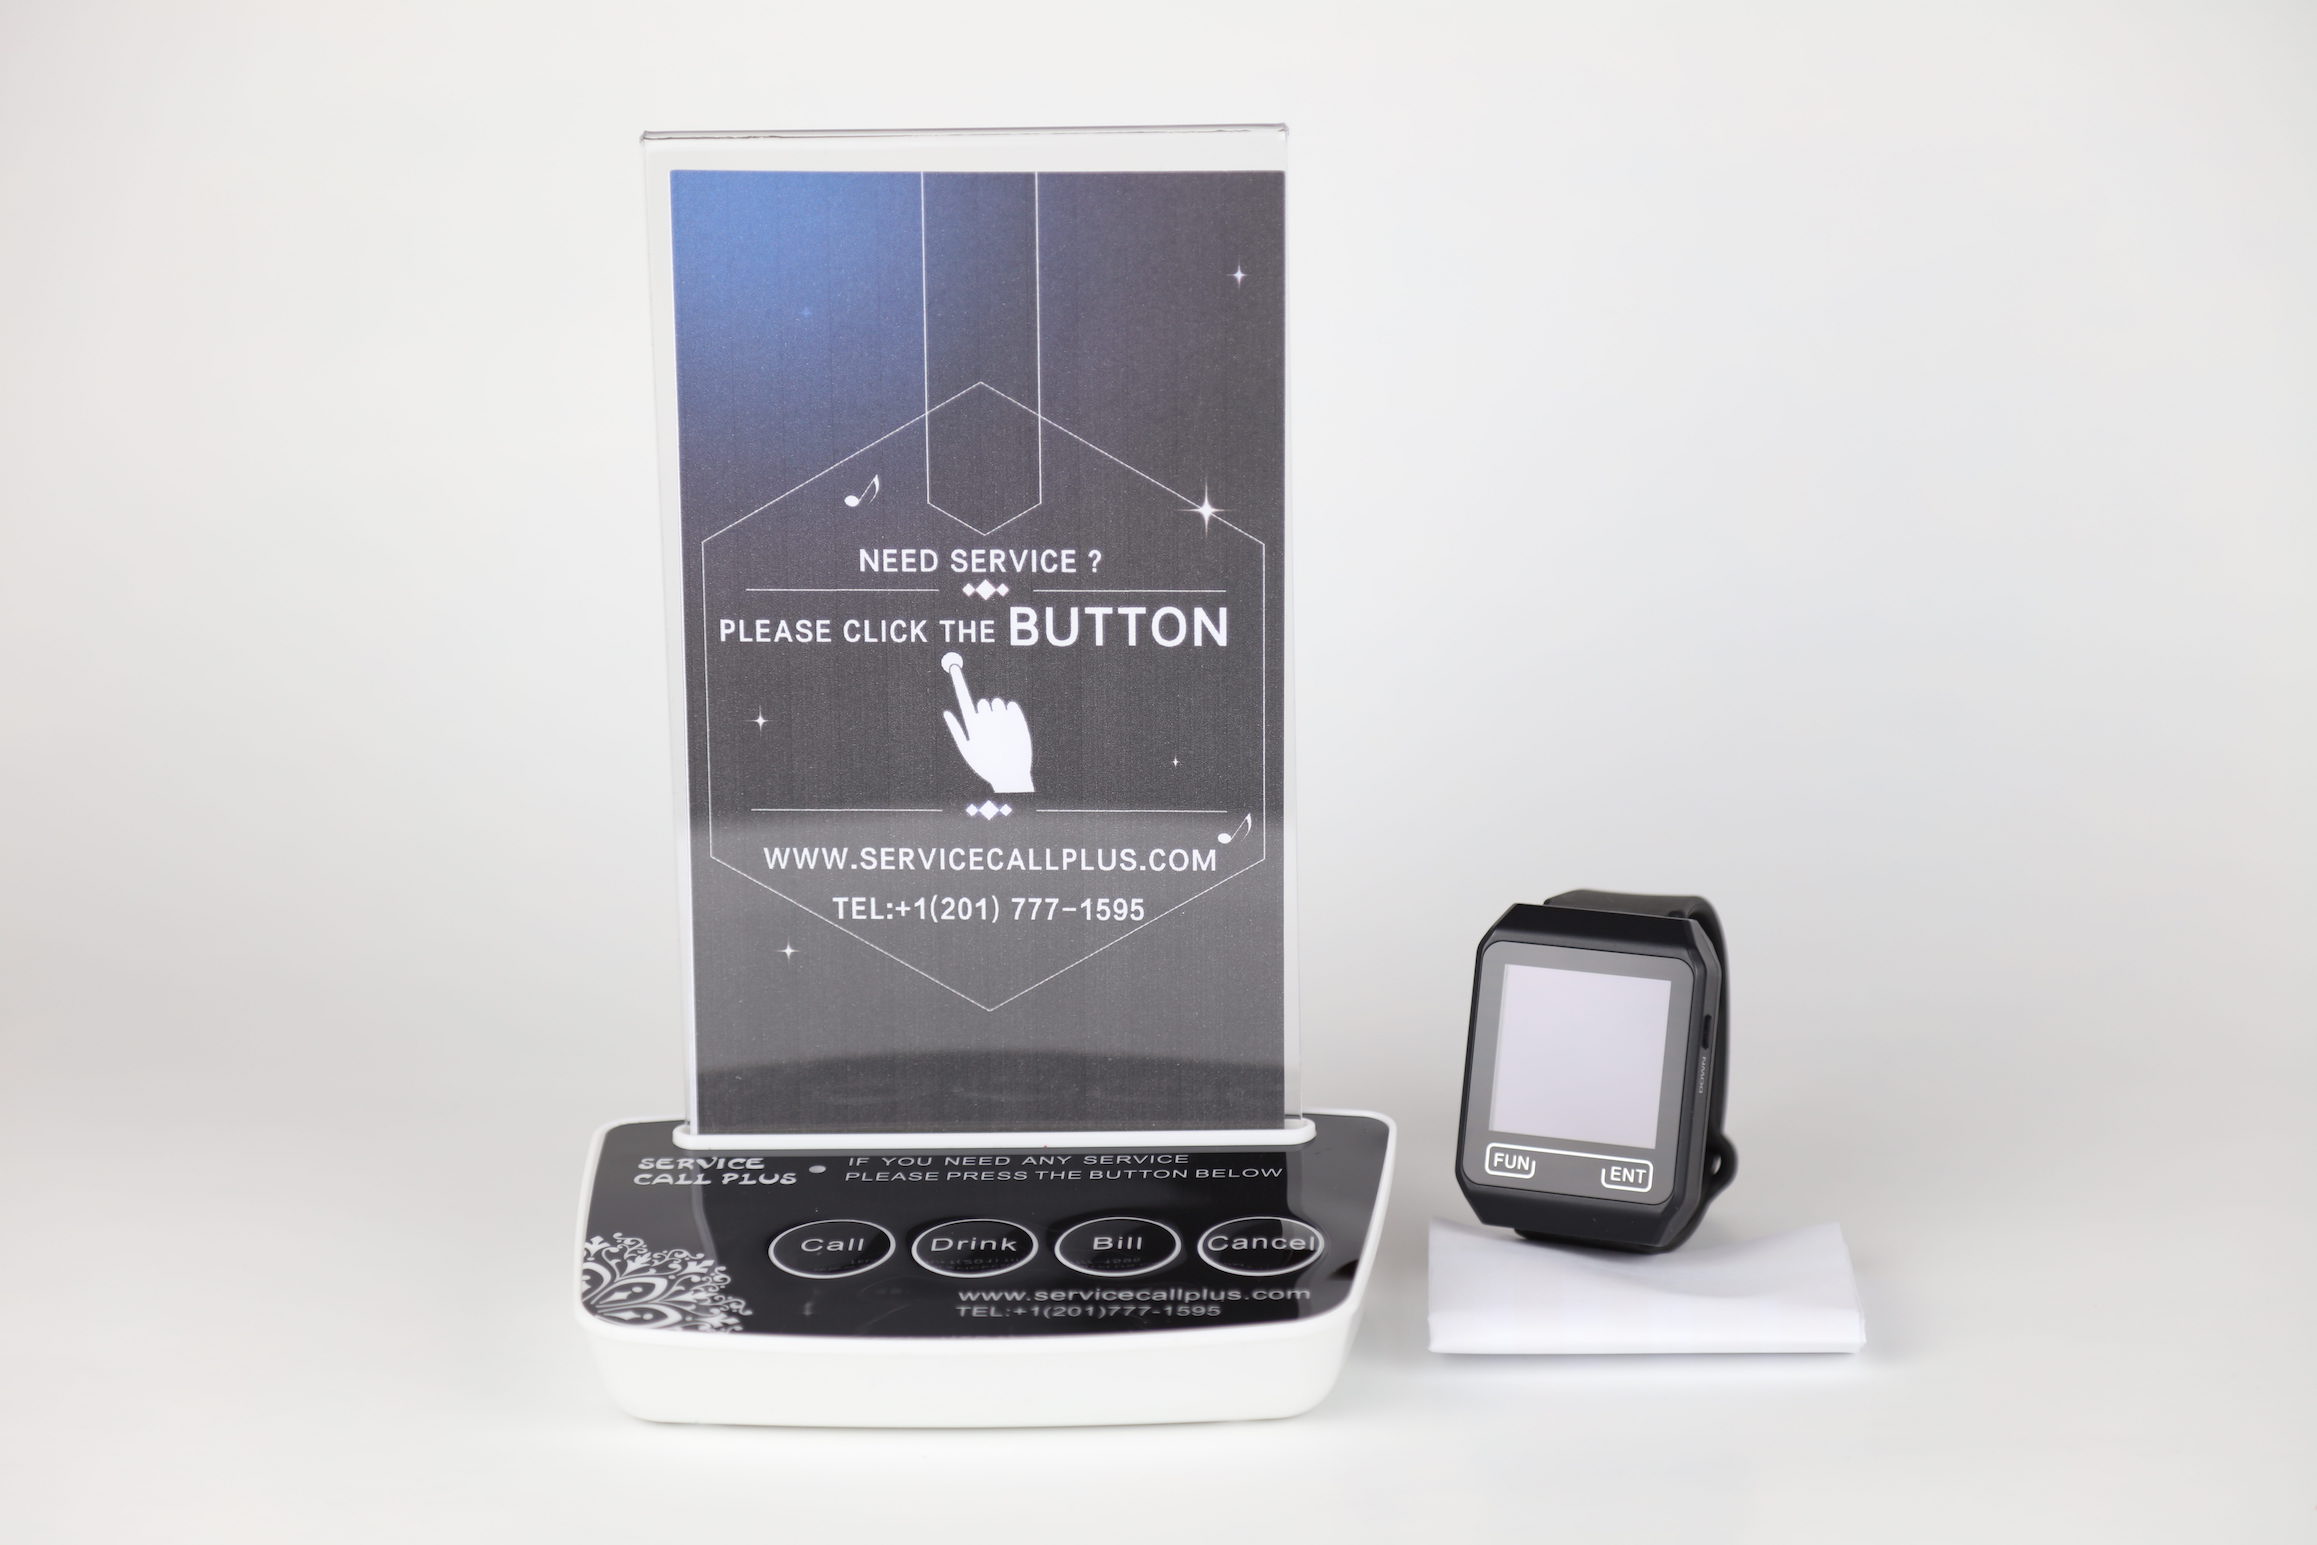 NEED SERVICE ?
PLEASE CLICK THE BUTTON
WWW.SERVICECALLPLUS.COM
TEL:+1(201) 777-1595
SERVICE
CALL PLUS
IF YOU NEED ANY SERVICE
PLEASE PRESS THE BUTTON BELOW
Call Drink Bill Cancel
www.servicecallplus.com
TEL:+1(201)777-1595
FUN ENT
DOWN